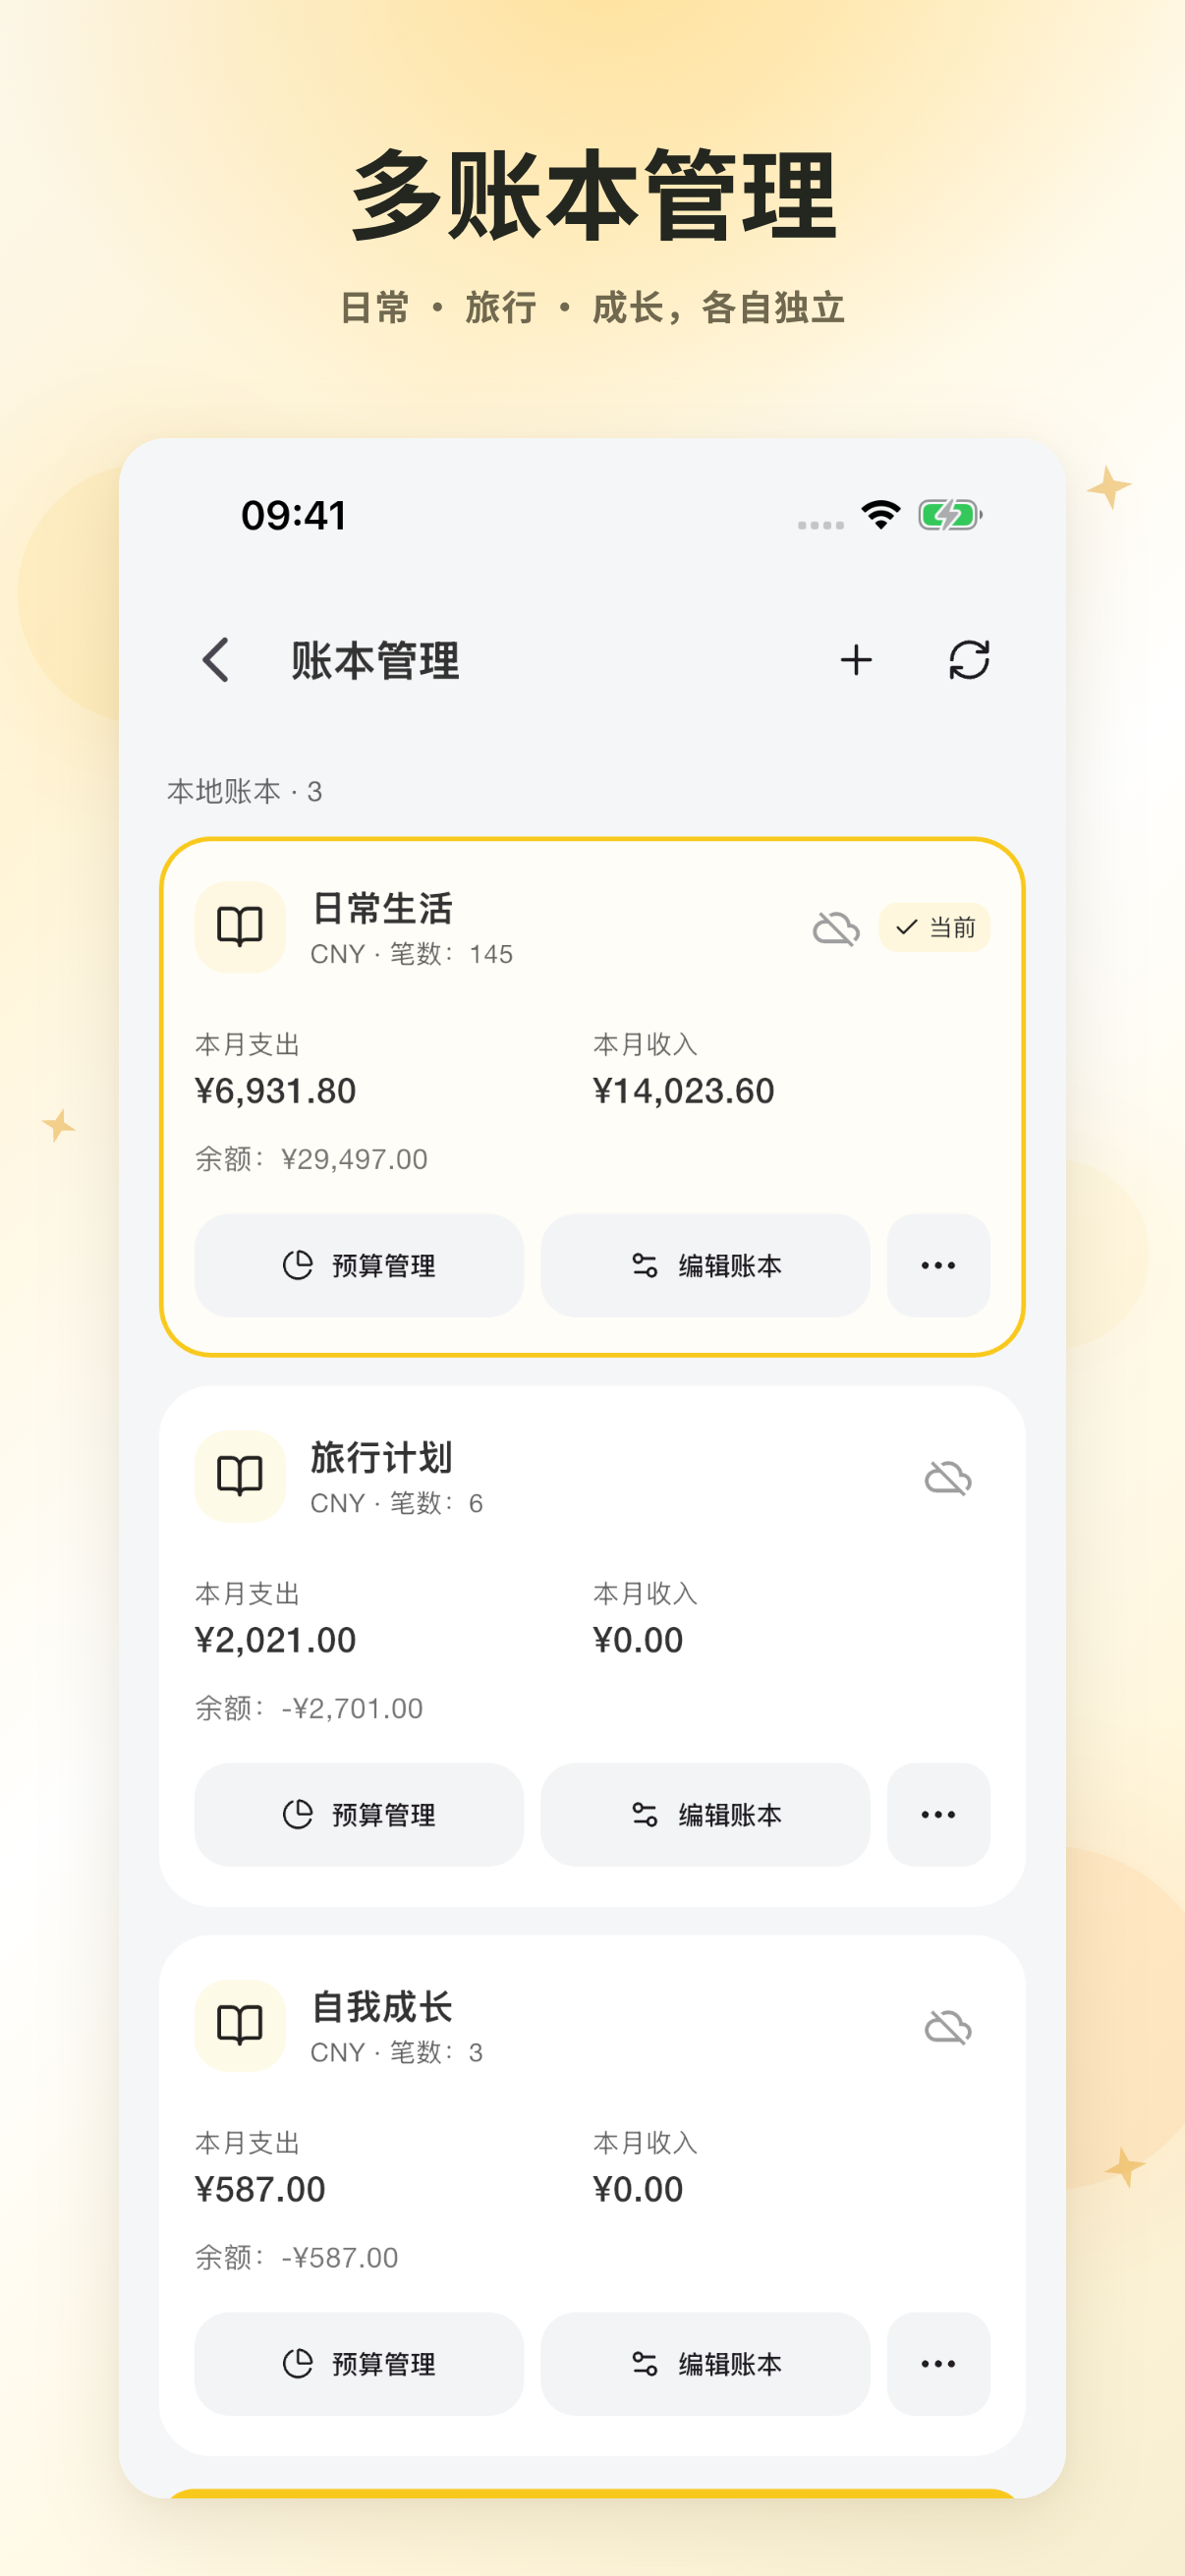 多账本管理
日常 • 旅行 • 成长，各自独立
09:41
账本管理
本地账本 · 3
日常生活
当前
CNY · 笔数：145
本月支出 本月收入
¥6,931.80 ¥14,023.60
余额：¥29,497.00
预算管理 编辑账本
旅行计划
CNY · 笔数：6
本月支出 本月收入
¥2,021.00 ¥0.00
余额：-¥2,701.00
预算管理 编辑账本
自我成长
CNY · 笔数：3
本月支出 本月收入
¥587.00 ¥0.00
余额：-¥587.00
预算管理 编辑账本